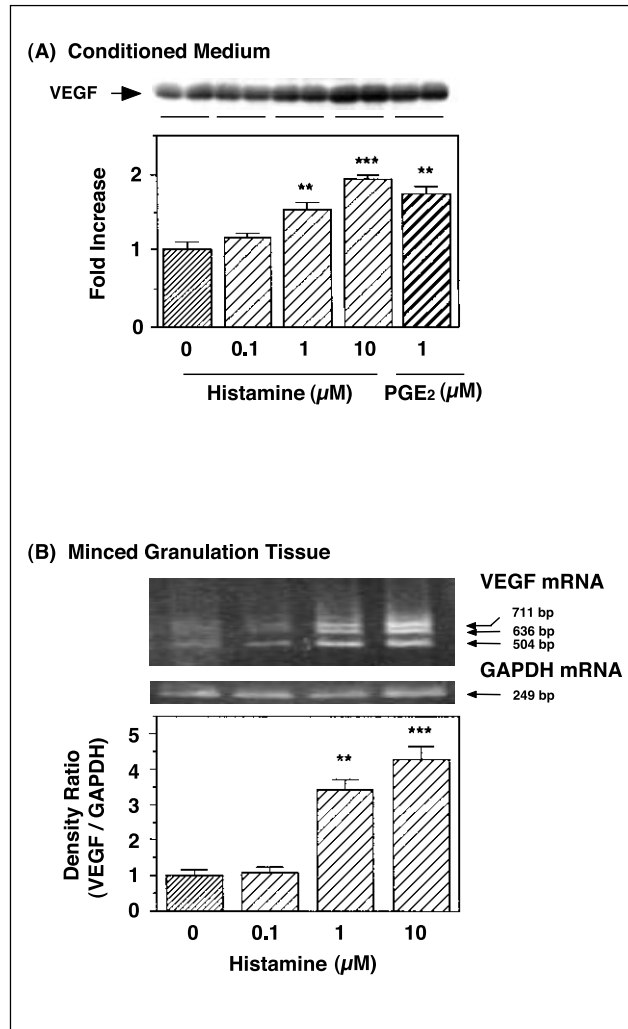 (A) Conditioned Medium
VEGF
Fold Increase
2
1
0
** *** **
0 0.1 1 10 1
Histamine (µM) PGE2 (µM)
(B) Minced Granulation Tissue
VEGF mRNA
711 bp
636 bp
504 bp
GAPDH mRNA
249 bp
Density Ratio
(VEGF / GAPDH)
5
4
3
2
1
0
** ***
0 0.1 1 10
Histamine (µM)